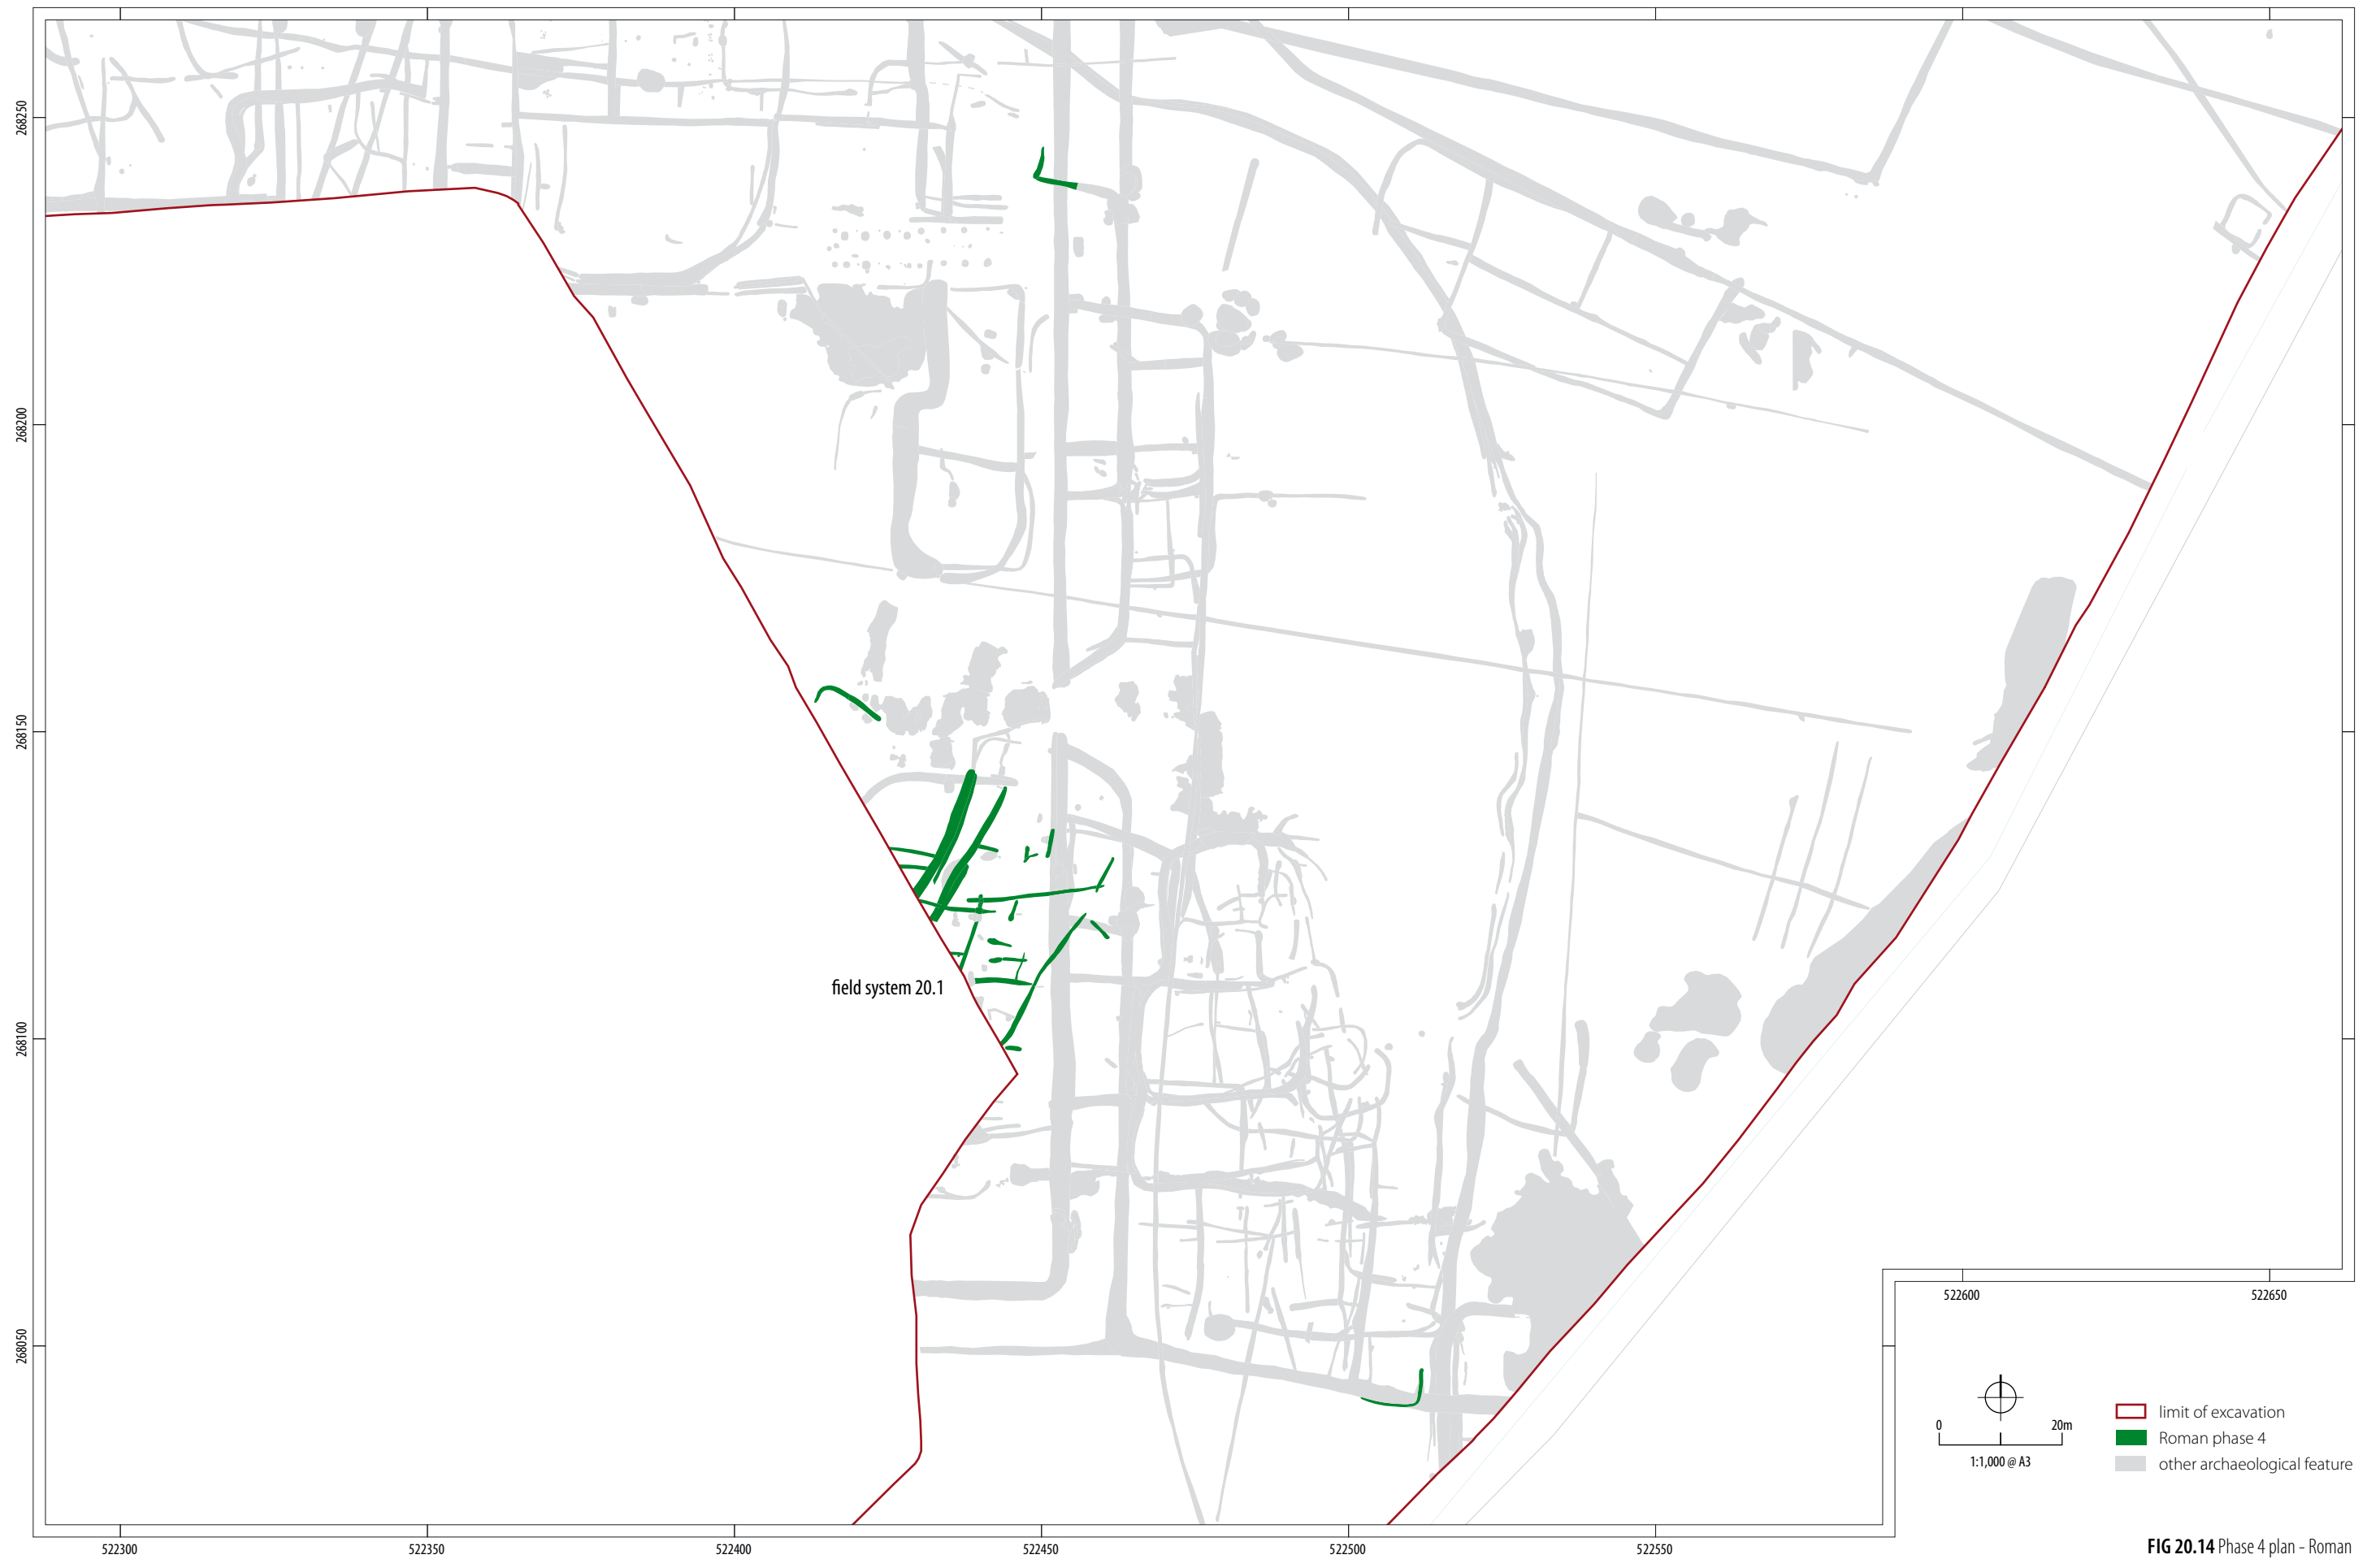 268250
268200
268150
268100
268050
field system 20.1
522600
522650
0
20m
1:1,000 @ A3
limit of excavation
Roman phase 4
other archaeological feature
522300
522350
522400
522450
522500
522550
FIG 20.14 Phase 4 plan - Roman